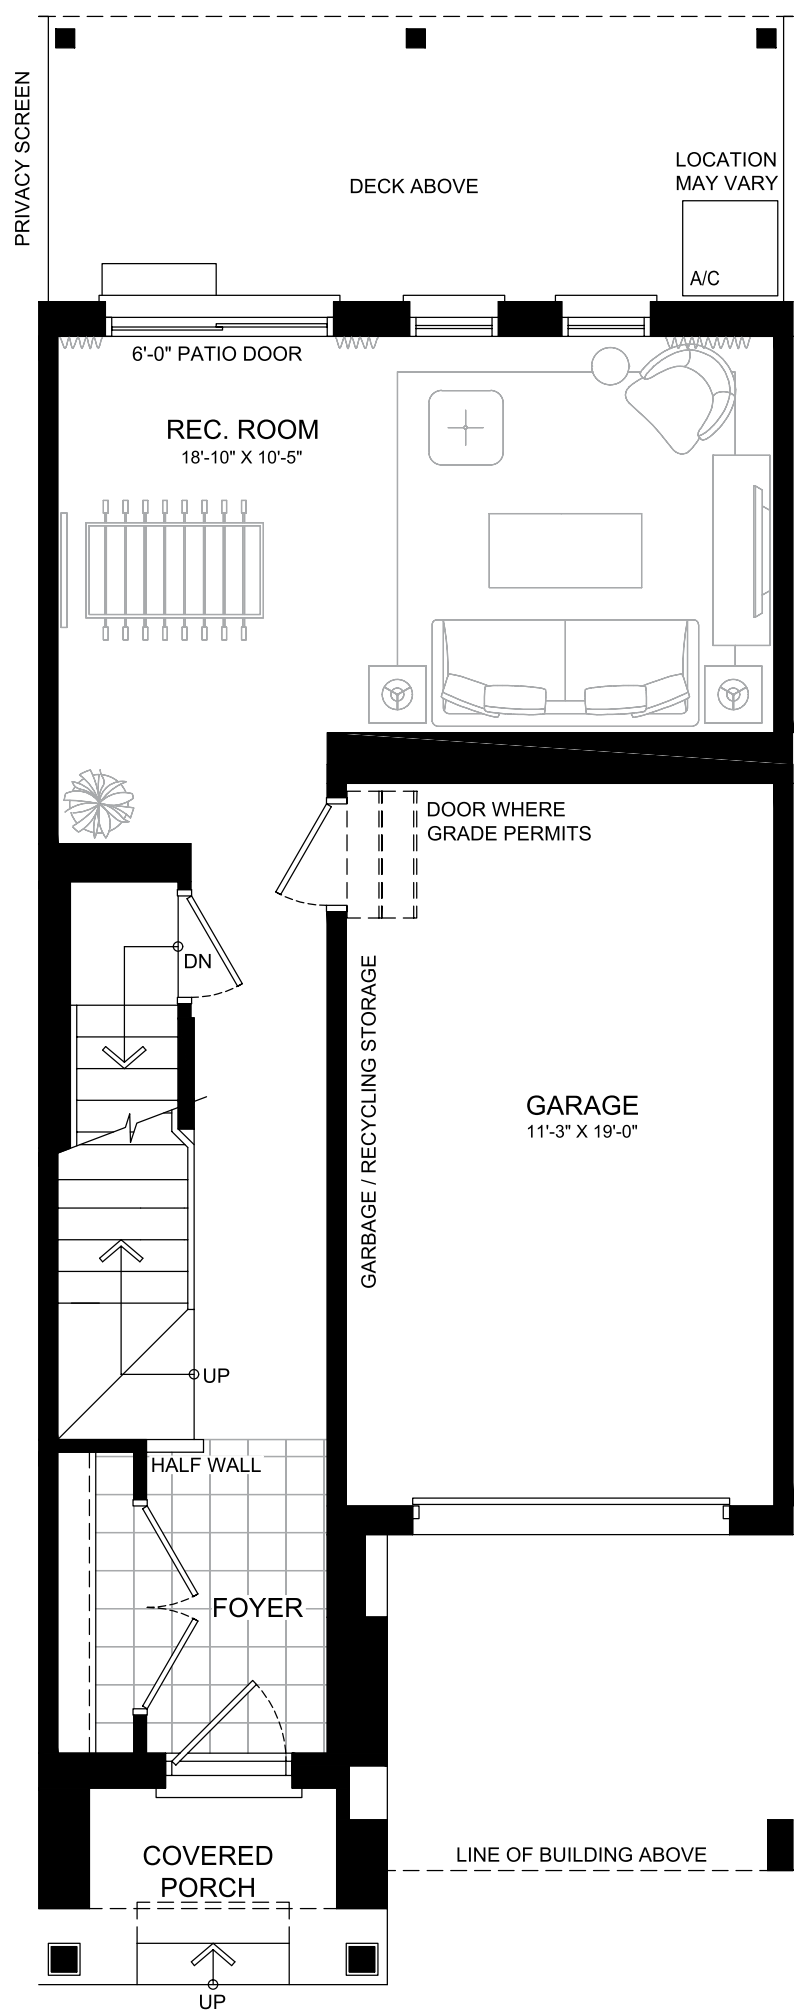 PRIVACY SCREEN
DECK ABOVE
LOCATION
MAY VARY
A/C
6'-0" PATIO DOOR
REC. ROOM
18'-10" X 10'-5"
DOOR WHERE
GRADE PERMITS
DN
GARBAGE / RECYCLING STORAGE
GARAGE
11'-3" X 19'-0"
UP
HALF WALL
FOYER
COVERED
PORCH
LINE OF BUILDING ABOVE
UP